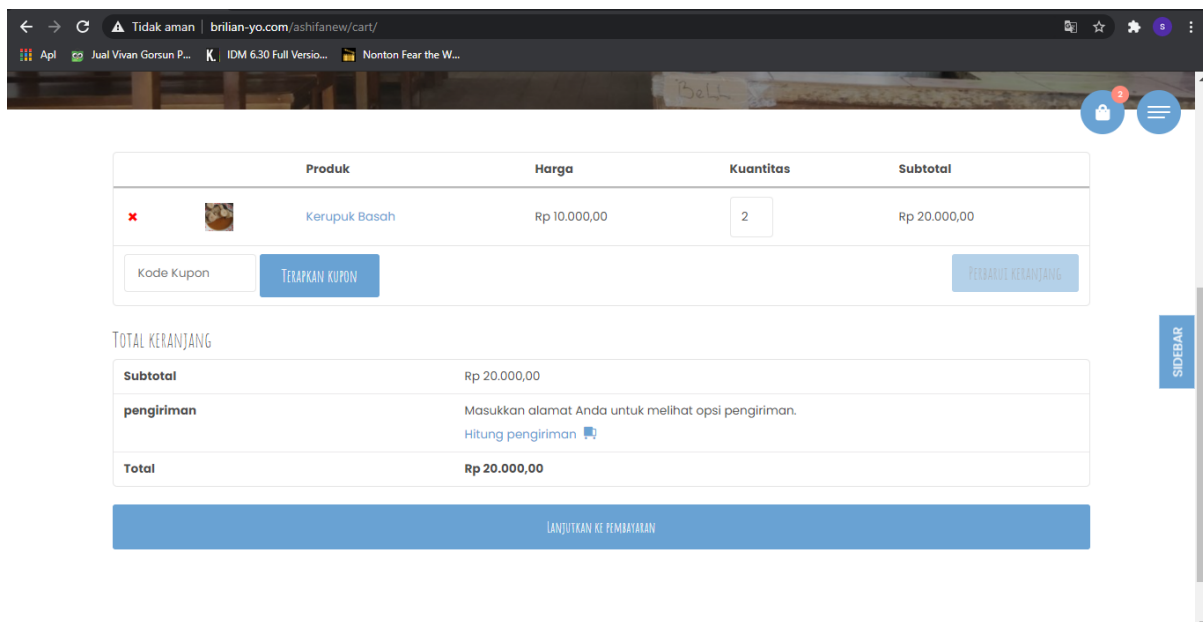 Tidak aman | brilian-yo.com/ashifanew/cart/
S
Apl Jual Vivan Gorsun P... IDM 6.30 Full Versio... Nonton Fear the W...
Bell
2
Produk Harga Kuantitas Subtotal
Kerupuk Basah Rp 10.000,00 2 Rp 20.000,00
Kode Kupon Terapkan kupon Perbarui keranjang
SIDEBAR
Total keranjang
Subtotal Rp 20.000,00
pengiriman Masukkan alamat Anda untuk melihat opsi pengiriman.
Hitung pengiriman
Total Rp 20.000,00
Lanjutkan ke pembayaran